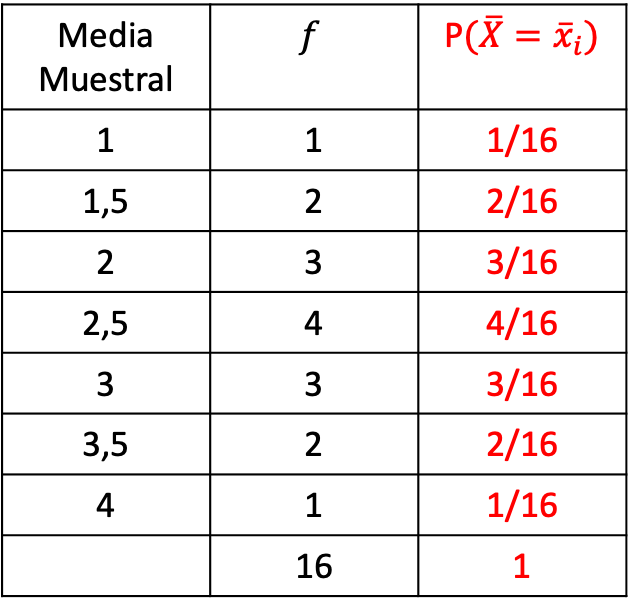 Media Muestral f P(X̄ = x̄ᵢ)
1 1 1/16
1,5 2 2/16
2 3 3/16
2,5 4 4/16
3 3 3/16
3,5 2 2/16
4 1 1/16
16 1